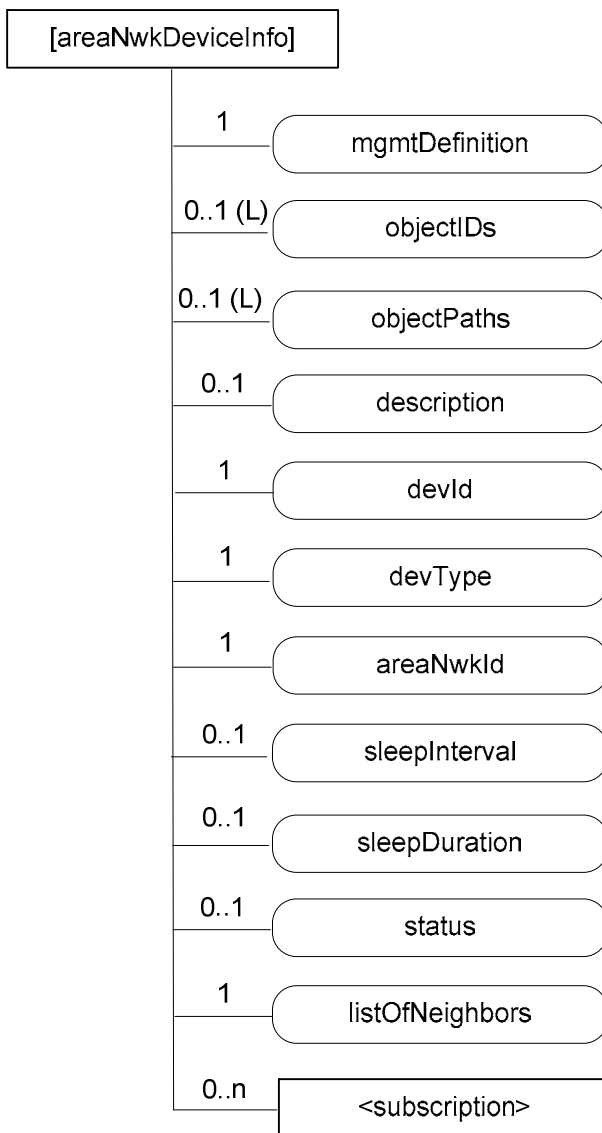 [areaNwkDeviceInfo]
1
mgmtDefinition
0..1 (L)
objectIDs
0..1 (L)
objectPaths
0..1
description
1
devId
1
devType
1
areaNwkId
0..1
sleepInterval
0..1
sleepDuration
0..1
status
1
listOfNeighbors
0..n
<subscription>